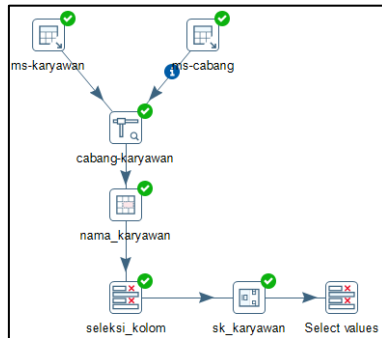 ms-karyawan
ms-cabang
cabang-karyawan
nama_karyawan
seleksi_kolom
sk_karyawan
Select values